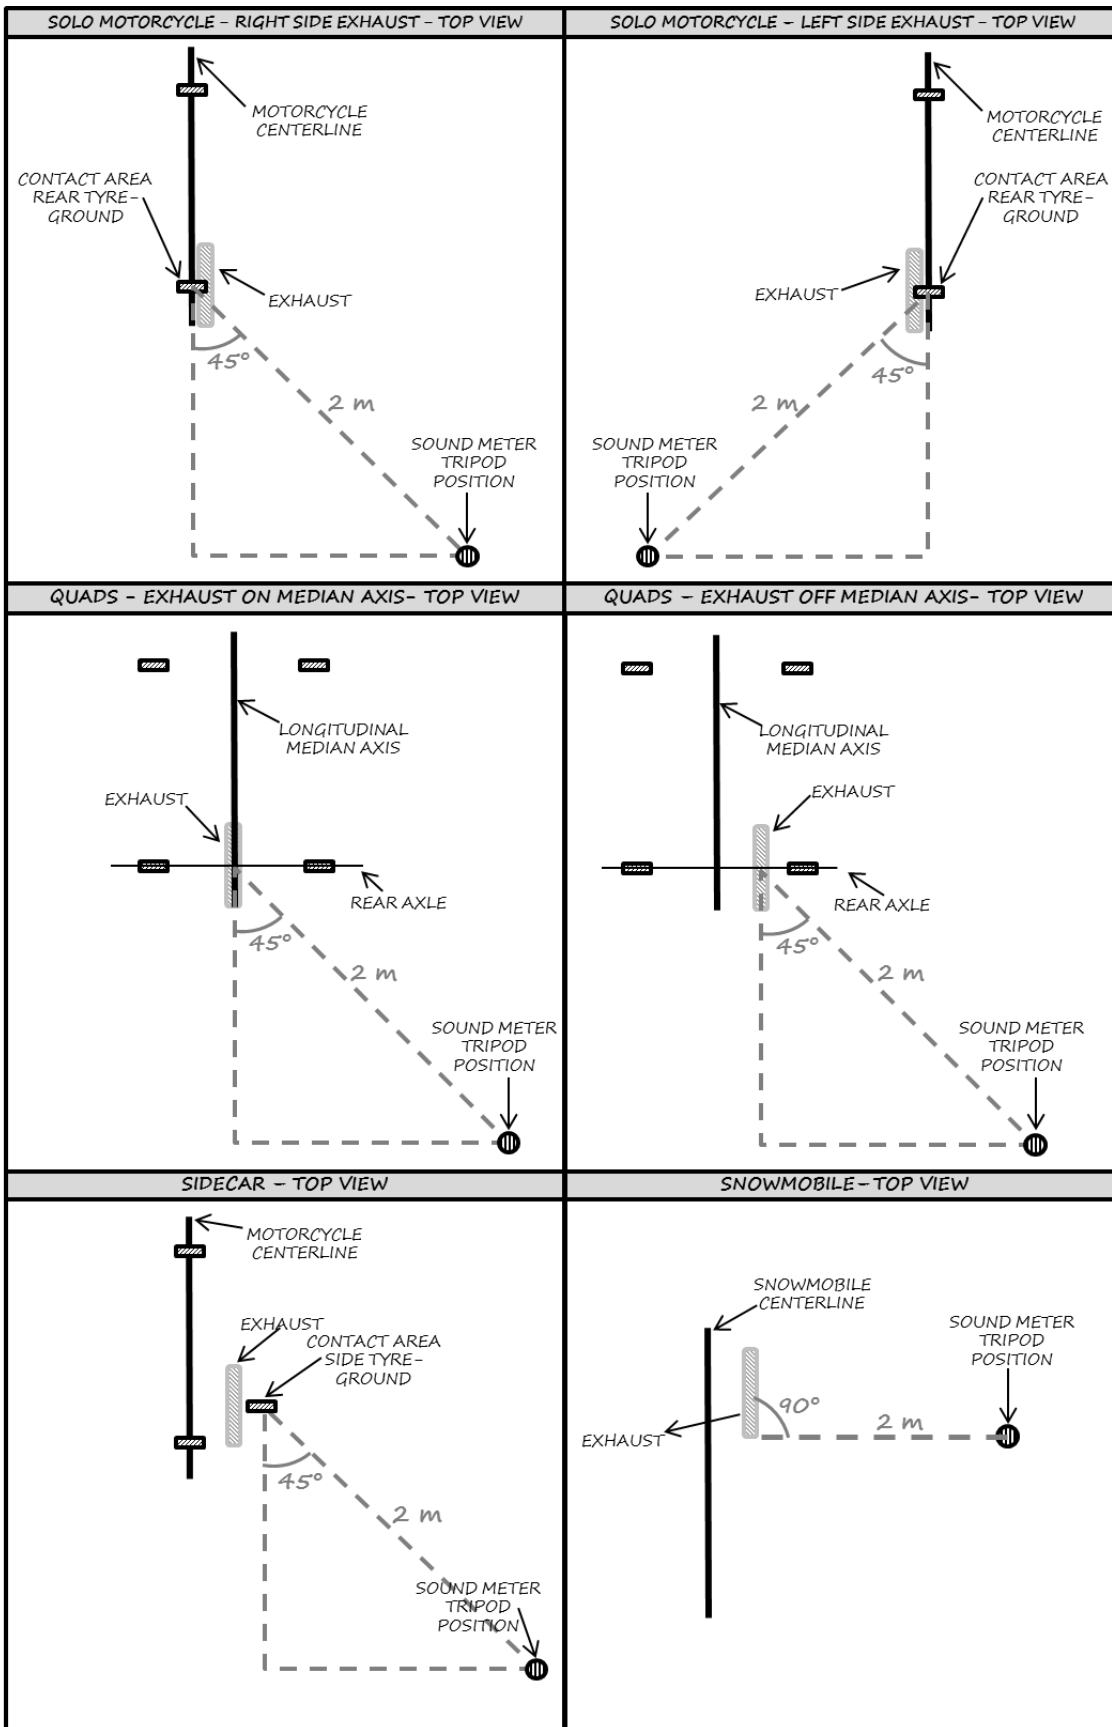 SOLO MOTORCYCLE - RIGHT SIDE EXHAUST - TOP VIEW
MOTORCYCLE
CENTERLINE
CONTACT AREA
REAR TYRE-
GROUND
EXHAUST
45°
2 m
SOUND METER
TRIPOD
POSITION
SOLO MOTORCYCLE - LEFT SIDE EXHAUST - TOP VIEW
MOTORCYCLE
CENTERLINE
CONTACT AREA
REAR TYRE-
GROUND
EXHAUST
45°
2 m
SOUND METER
TRIPOD
POSITION
QUADS - EXHAUST ON MEDIAN AXIS- TOP VIEW
LONGITUDINAL
MEDIAN AXIS
EXHAUST
REAR AXLE
45°
2 m
SOUND METER
TRIPOD
POSITION
QUADS - EXHAUST OFF MEDIAN AXIS- TOP VIEW
LONGITUDINAL
MEDIAN AXIS
EXHAUST
REAR AXLE
45°
2 m
SOUND METER
TRIPOD
POSITION
SIDECAR - TOP VIEW
MOTORCYCLE
CENTERLINE
EXHAUST
CONTACT AREA
SIDE TYRE-
GROUND
45°
2 m
SOUND METER
TRIPOD
POSITION
SNOWMOBILE-TOP VIEW
SNOWMOBILE
CENTERLINE
SOUND METER
TRIPOD
POSITION
90°
2 m
EXHAUST